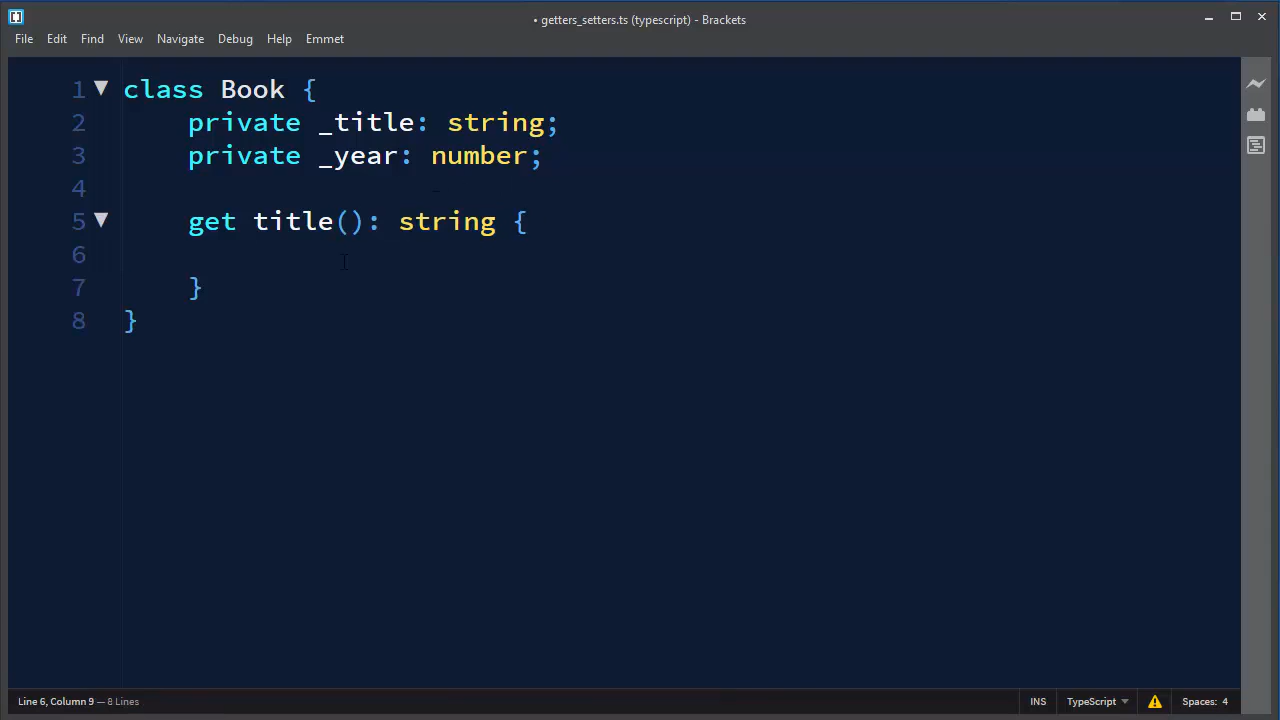 • getters_setters.ts (typescript) - Brackets
File Edit Find View Navigate Debug Help Emmet
1 ▼ class Book {
2 private _title: string;
3 private _year: number;
4
5 ▼ get title(): string {
6
7 }
8 }
Line 6, Column 9 — 8 Lines INS TypeScript Spaces: 4